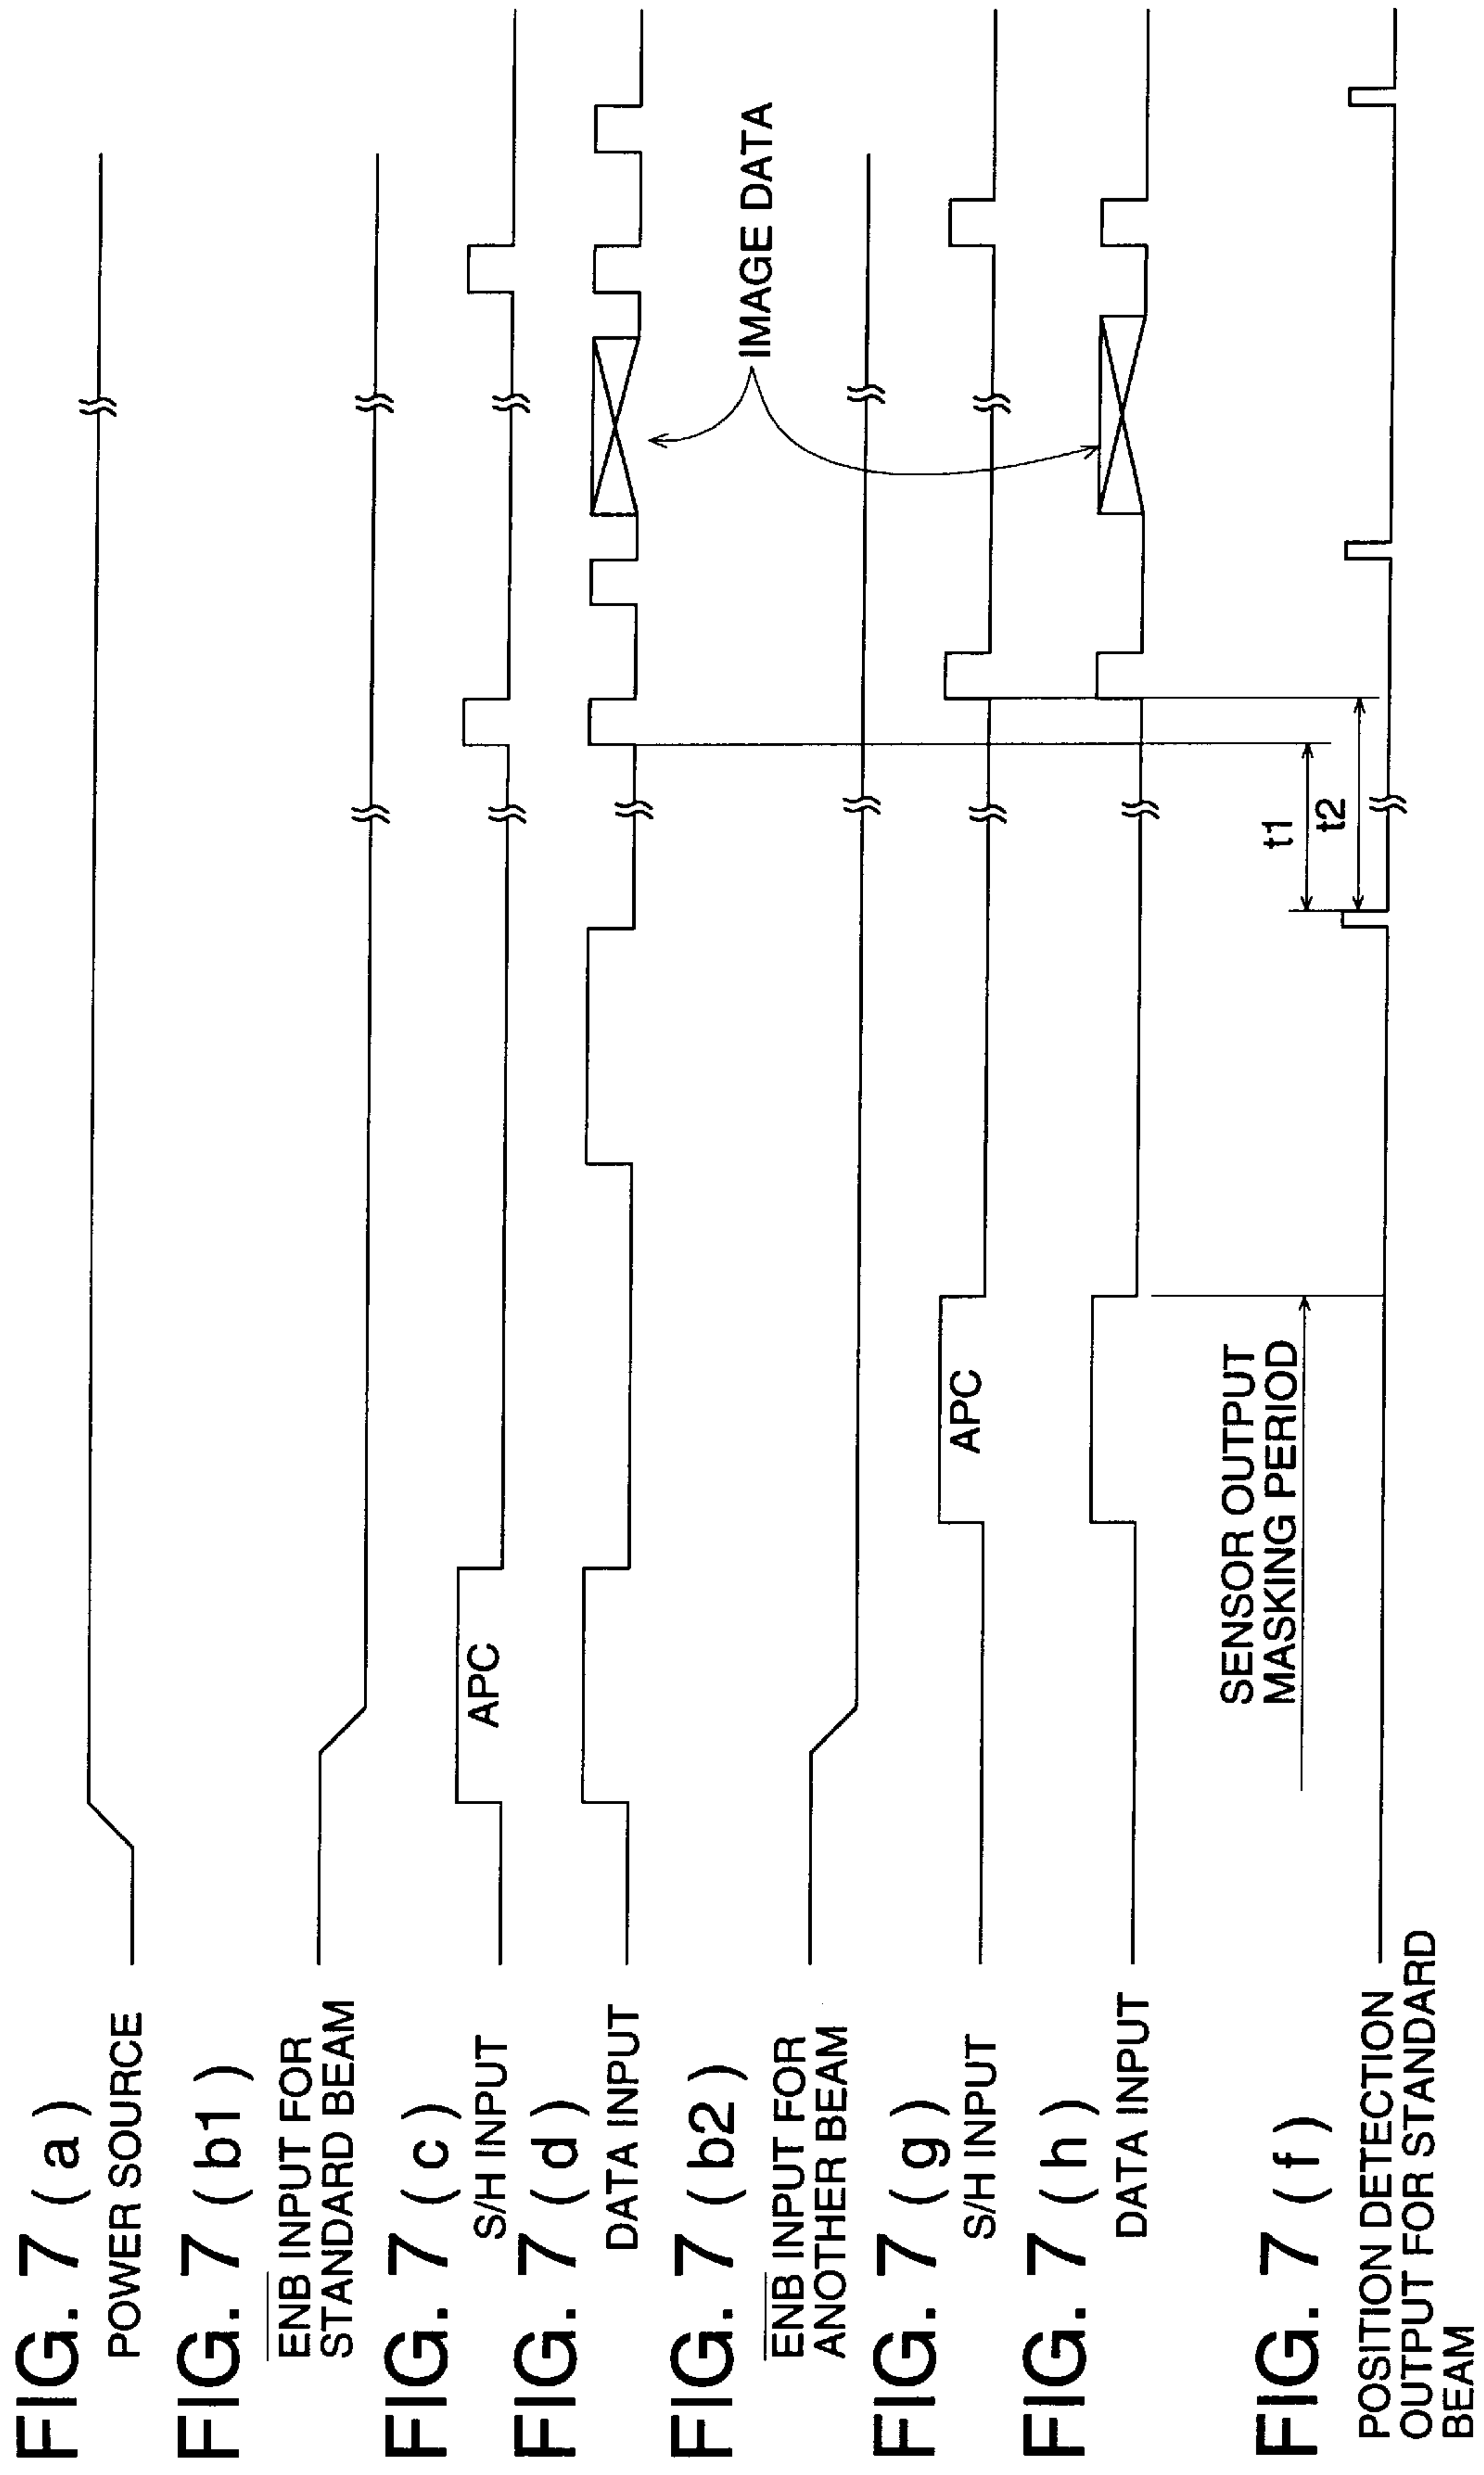 FIG. 7 (a)
POWER SOURCE
FIG. 7 (b1)
ENB INPUT FOR
STANDARD BEAM
FIG. 7 (c)
S/H INPUT
APC
FIG. 7 (d)
DATA INPUT
IMAGE DATA
FIG. 7 (b2)
ENB INPUT FOR
ANOTHER BEAM
FIG. 7 (g)
S/H INPUT
APC
FIG. 7 (h)
DATA INPUT
SENSOR OUTPUT
MASKING PERIOD
t1
t2
FIG. 7 (f)
POSITION DETECTION
OUTPUT FOR STANDARD
BEAM